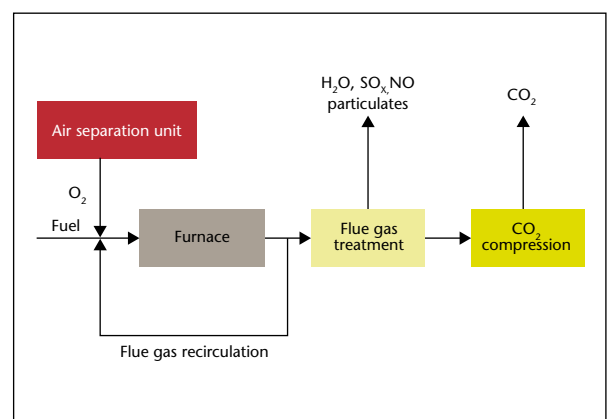 H₂O, SOₓ,NO
particulates
CO₂
Air separation unit
O₂
Fuel
Furnace
Flue gas
treatment
CO₂
compression
Flue gas recirculation